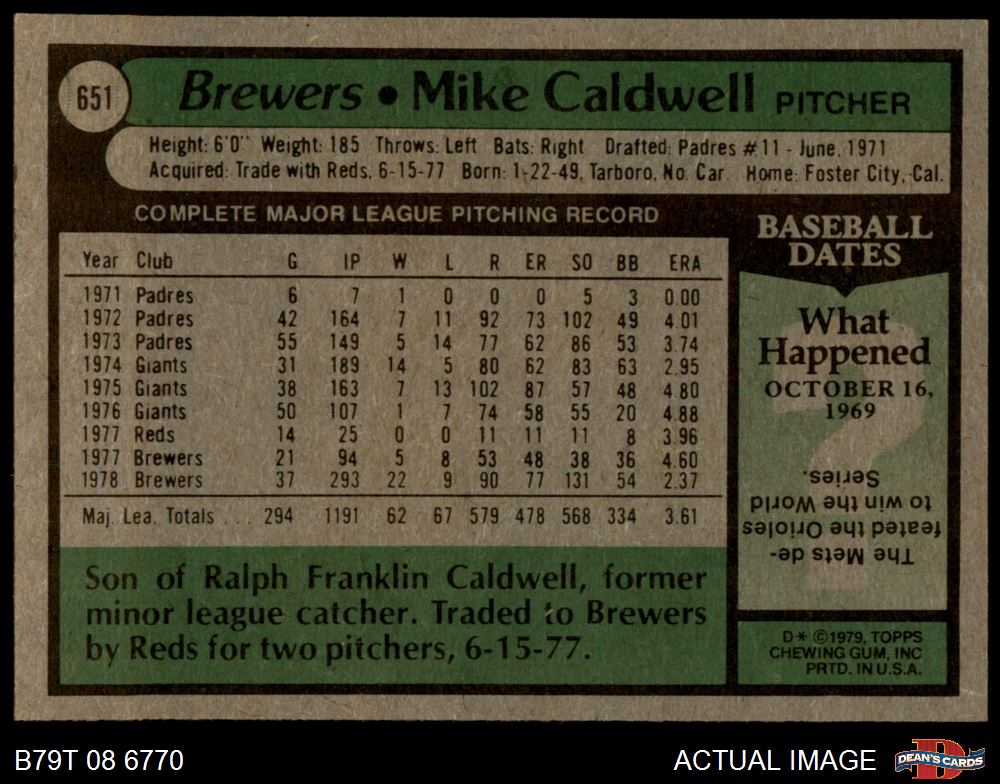 651
Brewers • Mike Caldwell PITCHER
Height: 6'0" Weight: 185 Throws: Left Bats: Right Drafted: Padres #11 - June, 1971
Acquired: Trade with Reds, 6-15-77 Born: 1-22-49, Tarboro, No. Car. Home: Foster City, Cal.
COMPLETE MAJOR LEAGUE PITCHING RECORD
Year Club G IP W L R ER SO BB ERA
1971 Padres 6 7 1 0 0 0 5 3 0.00
1972 Padres 42 164 7 11 92 73 102 49 4.01
1973 Padres 55 149 5 14 77 62 86 53 3.74
1974 Giants 31 189 14 5 80 62 83 63 2.95
1975 Giants 38 163 7 13 102 87 57 48 4.80
1976 Giants 50 107 1 7 74 58 55 20 4.88
1977 Reds 14 25 0 0 11 11 11 8 3.96
1977 Brewers 21 94 5 8 53 48 38 36 4.60
1978 Brewers 37 293 22 9 90 77 131 54 2.37
Maj. Lea. Totals ... 294 1191 62 67 579 478 568 334 3.61
Son of Ralph Franklin Caldwell, former
minor league catcher. Traded to Brewers
by Reds for two pitchers, 6-15-77.
BASEBALL
DATES
What
Happened
OCTOBER 16,
1969
?
The Mets de-
feated the Orioles
to win the World
Series.
D* ©1979, TOPPS
CHEWING GUM, INC
PRTD. IN U.S.A.
B79T 08 6770
ACTUAL IMAGE
D
DEAN'S CARDS